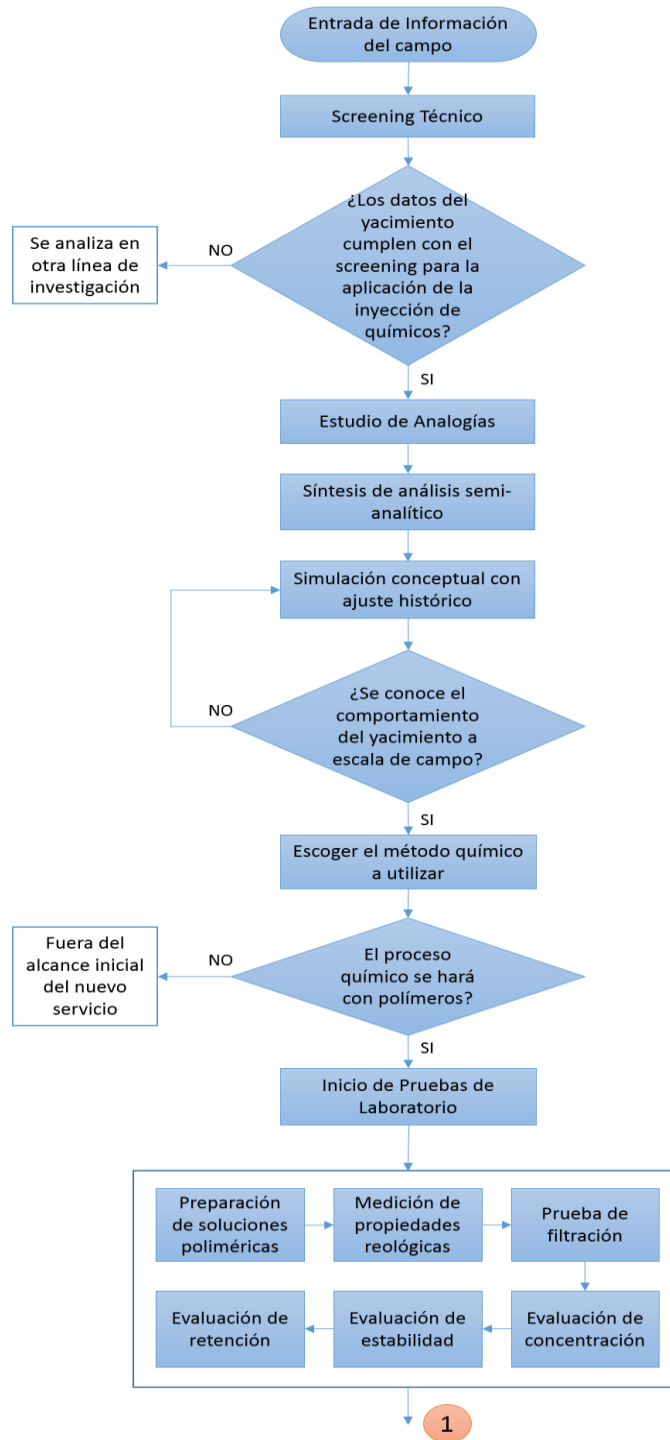 Entrada de Información
del campo
Screening Técnico
¿Los datos del
yacimiento
cumplen con el
screening para la
aplicación de la
inyección de
químicos?
NO
Se analiza en
otra línea de
investigación
SI
Estudio de Analogías
Síntesis de análisis semi-
analítico
Simulación conceptual con
ajuste histórico
¿Se conoce el
comportamiento
del yacimiento a
escala de campo?
NO
SI
Escoger el método químico
a utilizar
El proceso
químico se hará
con polímeros?
NO
Fuera del
alcance inicial
del nuevo
servicio
SI
Inicio de Pruebas de
Laboratorio
Preparación
de soluciones
poliméricas
Medición de
propiedades
reológicas
Prueba de
filtración
Evaluación de
concentración
Evaluación de
estabilidad
Evaluación de
retención
1